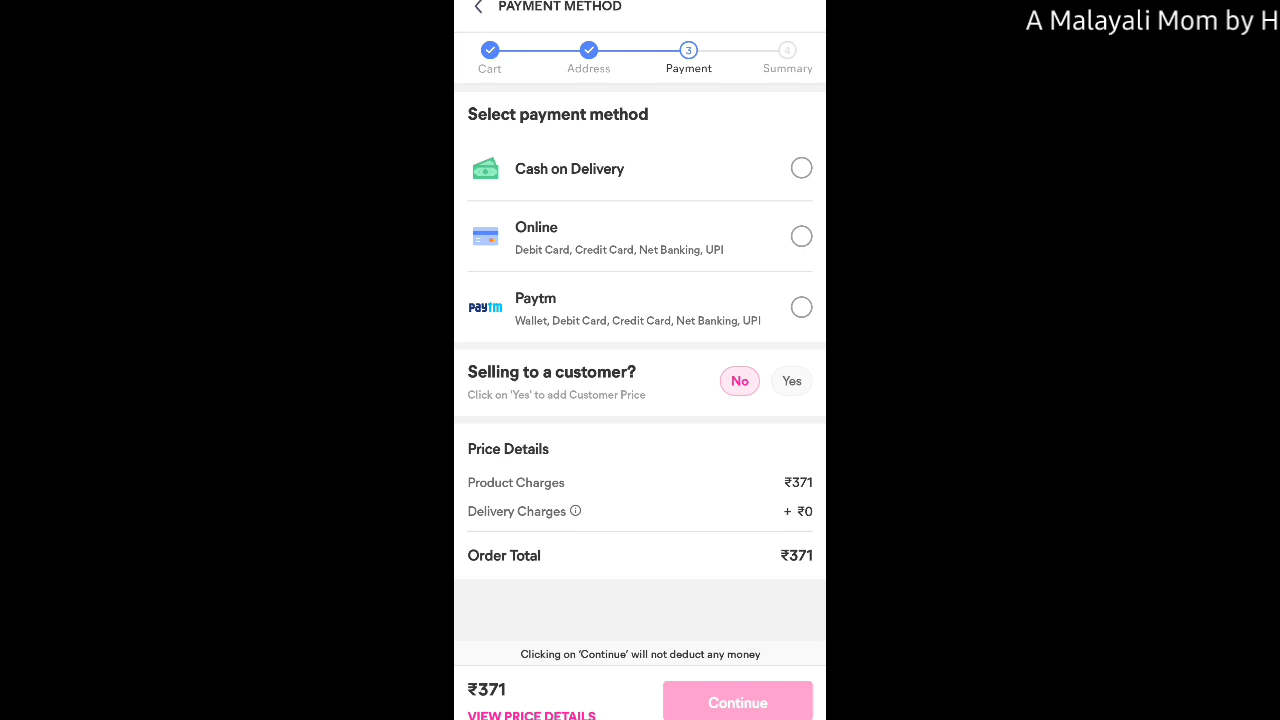 PAYMENT METHOD
A Malayali Mom by H
3
4
Cart
Address
Payment
Summary
Select payment method
Cash on Delivery
Online
Debit Card, Credit Card, Net Banking, UPI
paytm
Paytm
Wallet, Debit Card, Credit Card, Net Banking, UPI
Selling to a customer?
No
Yes
Click on 'Yes' to add Customer Price
Price Details
Product Charges
₹371
Delivery Charges
+ ₹0
Order Total
₹371
Clicking on ‘Continue’ will not deduct any money
₹371
Continue
VIEW PRICE DETAILS